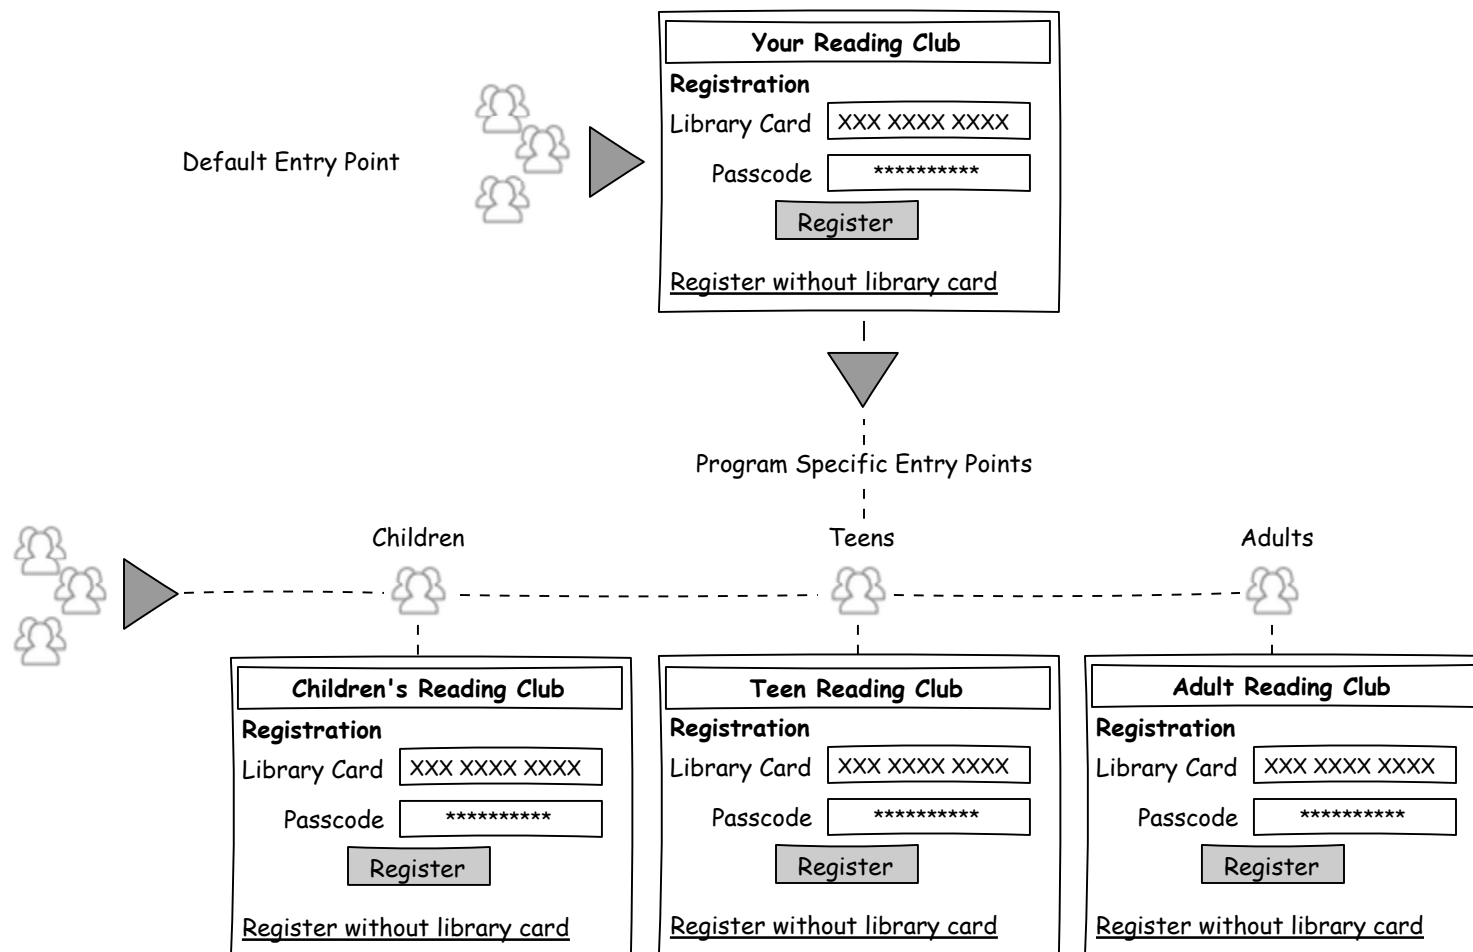 Your Reading Club
Registration
Library Card XXX XXXX XXXX
Default Entry Point
Passcode **********
Register
Register without library card
Program Specific Entry Points
Children Teens Adults
Children's Reading Club
Registration
Library Card XXX XXXX XXXX
Passcode **********
Register
Register without library card
Teen Reading Club
Registration
Library Card XXX XXXX XXXX
Passcode **********
Register
Register without library card
Adult Reading Club
Registration
Library Card XXX XXXX XXXX
Passcode **********
Register
Register without library card